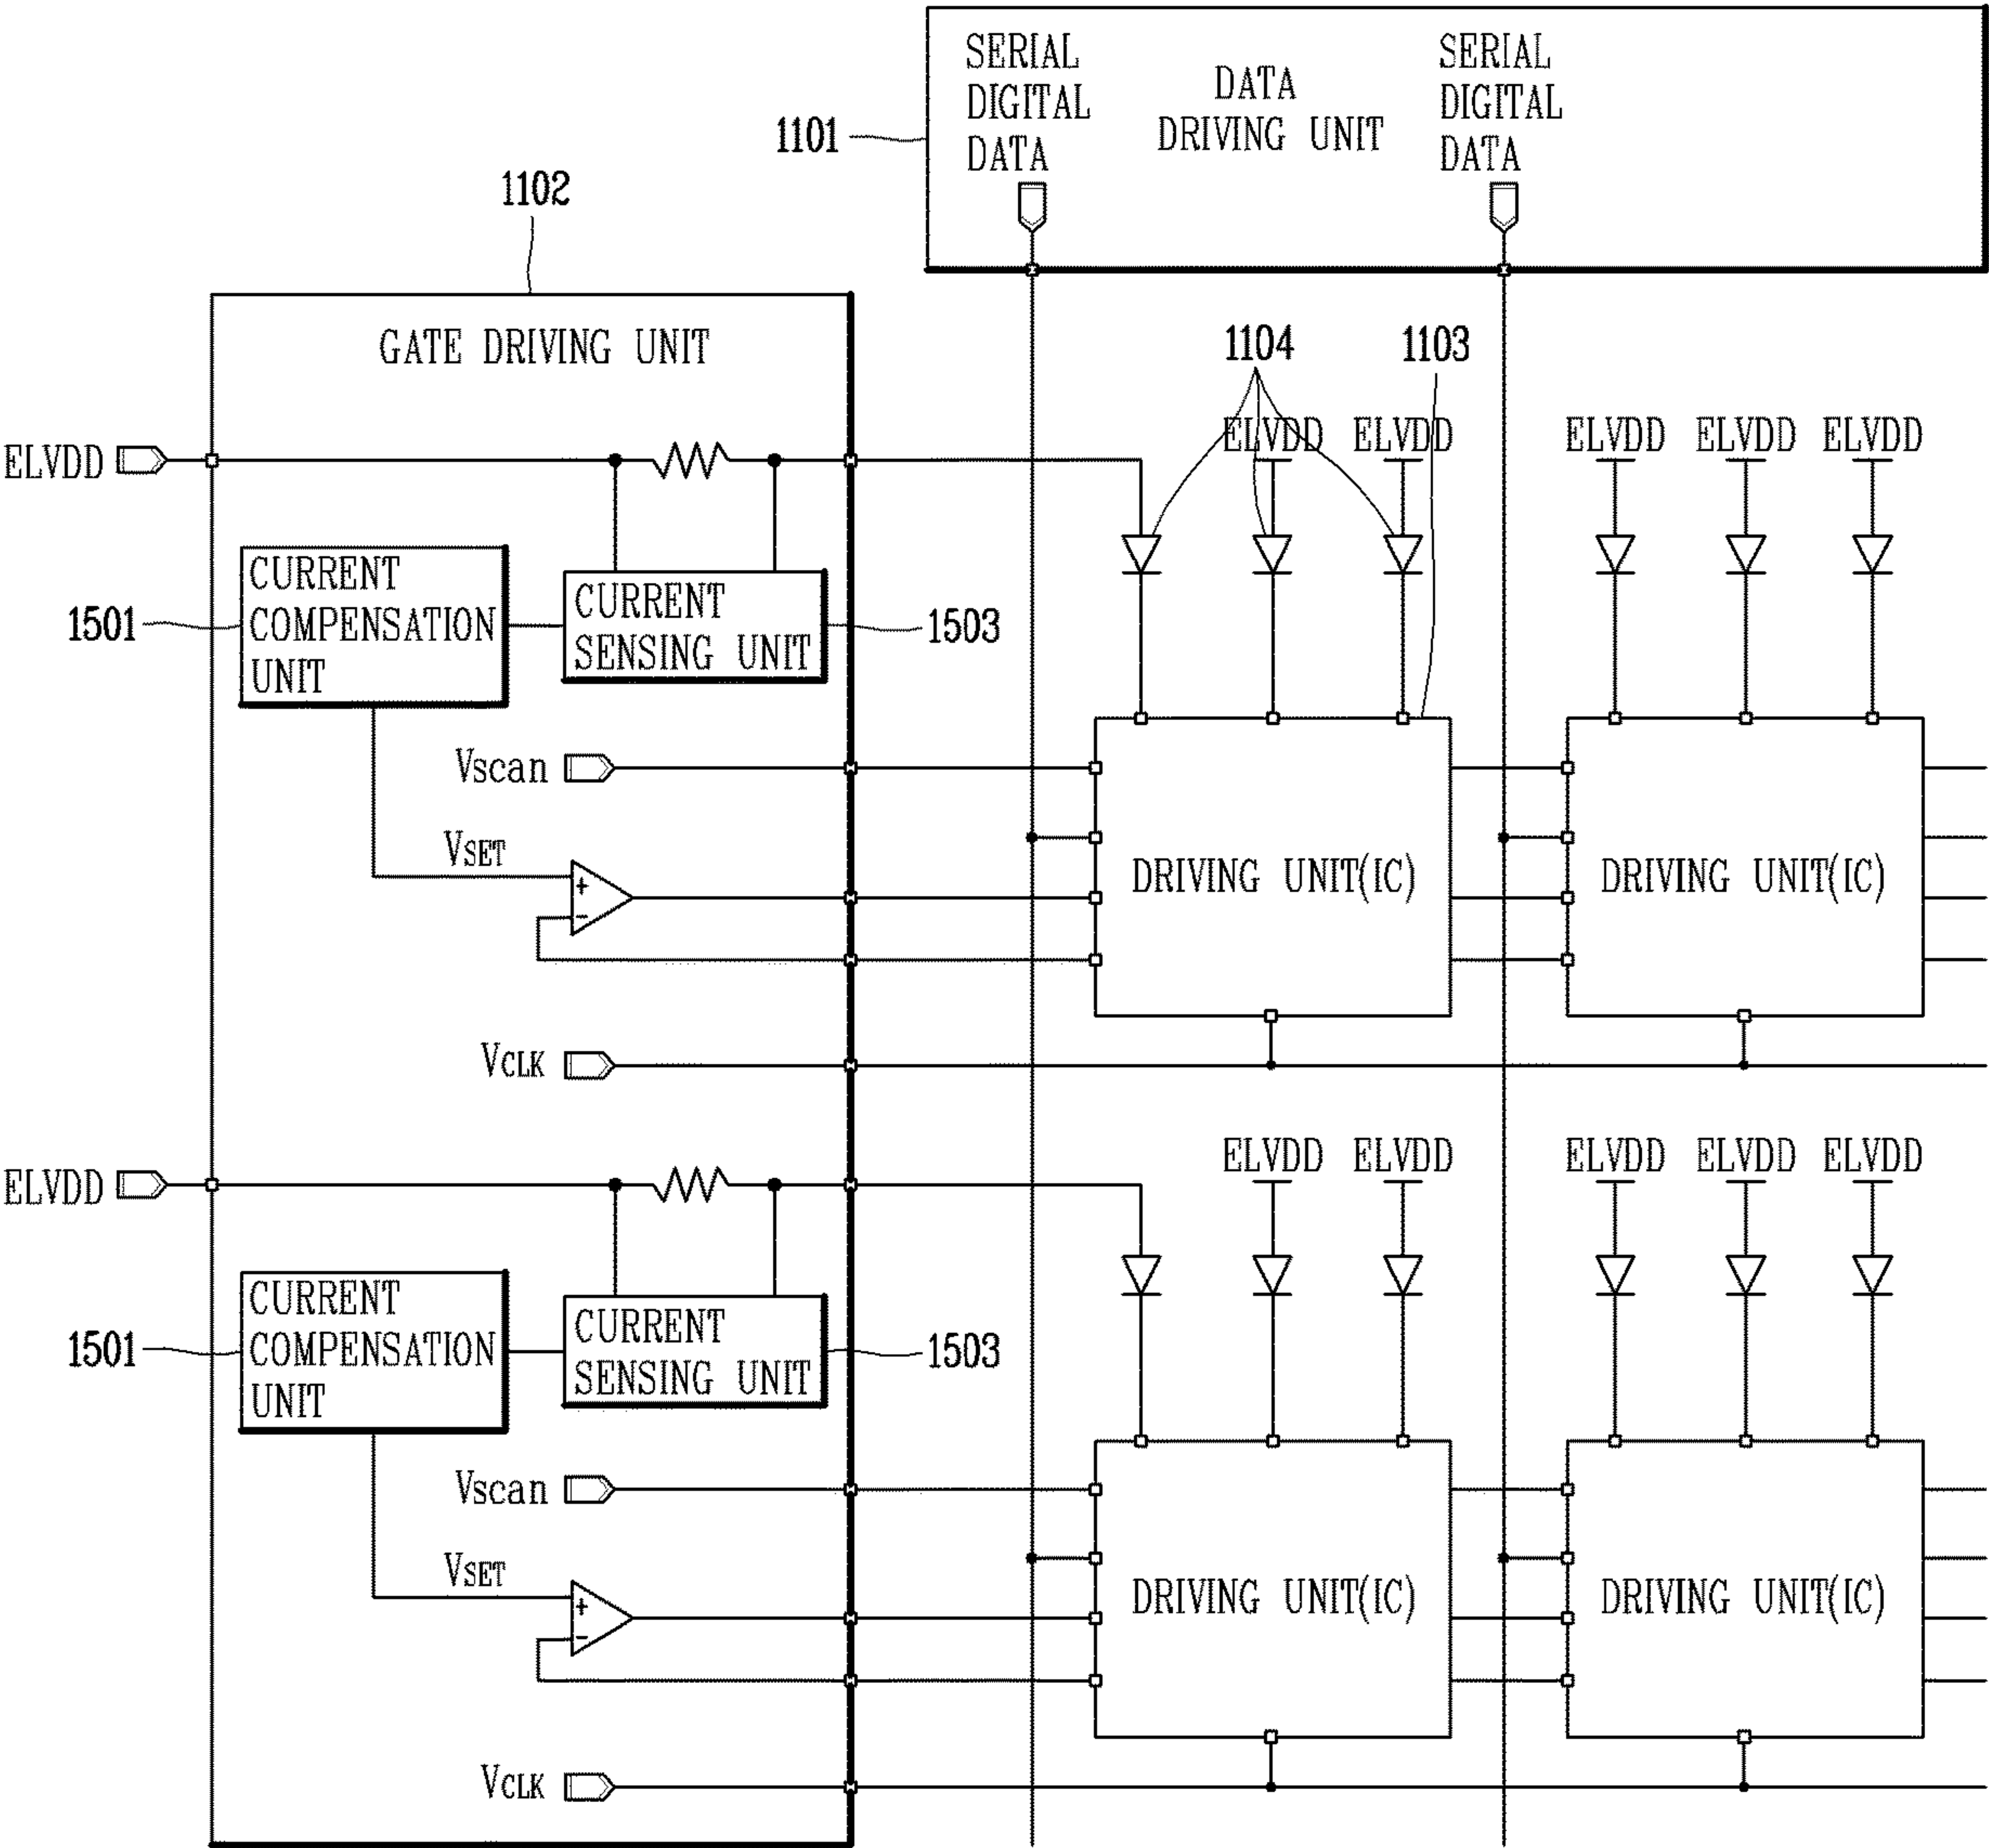 SERIAL
DIGITAL
DATA
DATA
DRIVING UNIT
SERIAL
DIGITAL
DATA
1101
1102
GATE DRIVING UNIT
1104
1103
ELVDD
ELVDD
ELVDD
ELVDD
ELVDD
ELVDD
CURRENT
COMPENSATION
UNIT
1501
CURRENT
SENSING UNIT
1503
Vscan
VSET
+
-
DRIVING UNIT(IC)
DRIVING UNIT(IC)
VCLK
ELVDD
ELVDD
ELVDD
ELVDD
ELVDD
ELVDD
CURRENT
COMPENSATION
UNIT
1501
CURRENT
SENSING UNIT
1503
Vscan
VSET
+
-
DRIVING UNIT(IC)
DRIVING UNIT(IC)
VCLK